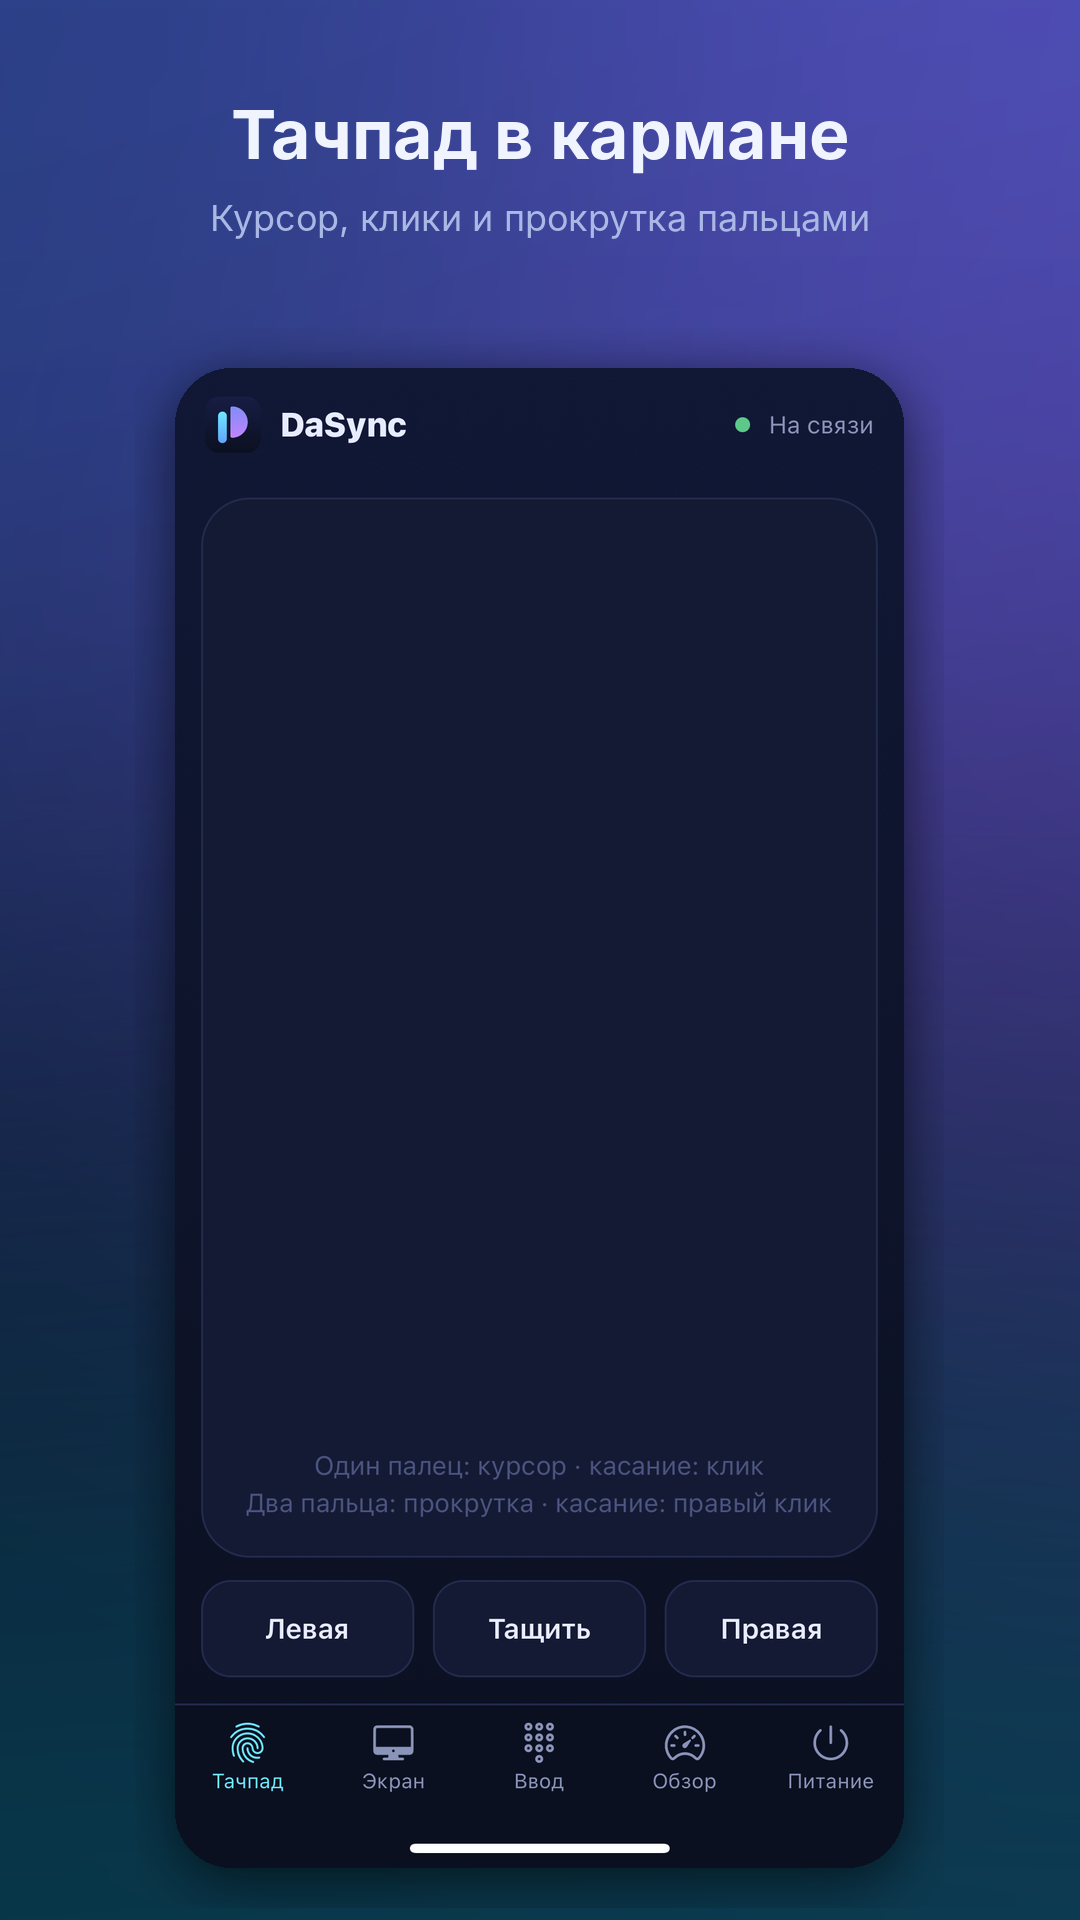 Тачпад в кармане
Курсор, клики и прокрутка пальцами
DaSync
На связи
Один палец: курсор · касание: клик
Два пальца: прокрутка · касание: правый клик
Левая
Тащить
Правая
Тачпад
Экран
Ввод
Обзор
Питание